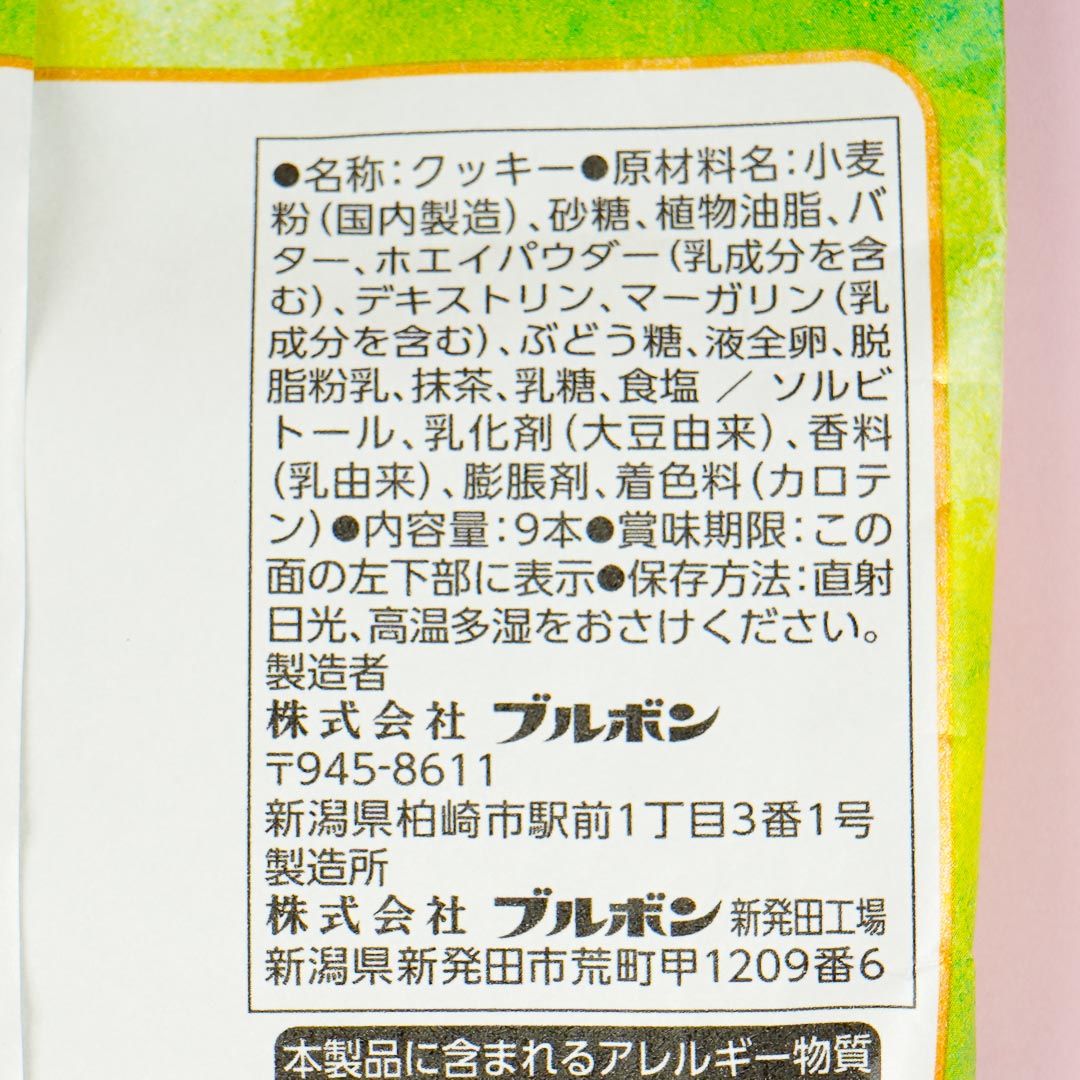 ●名称：クッキー●原材料名：小麦
粉（国内製造）、砂糖、植物油脂、バ
ター、ホエイパウダー（乳成分を含
む）、デキストリン、マーガリン（乳
成分を含む）、ぶどう糖、液全卵、脱
脂粉乳、抹茶、乳糖、食塩／ソルビ
トール、乳化剤（大豆由来）、香料
（乳由来）、膨脹剤、着色料（カロテ
ン）●内容量：9本●賞味期限：この
面の左下部に表示●保存方法：直射
日光、高温多湿をおさけください。
製造者
株式会社 ブルボン
〒945-8611
新潟県柏崎市駅前1丁目3番1号
製造所
株式会社 ブルボン 新発田工場
新潟県新発田市荒町甲1209番6
本製品に含まれるアレルギー物質